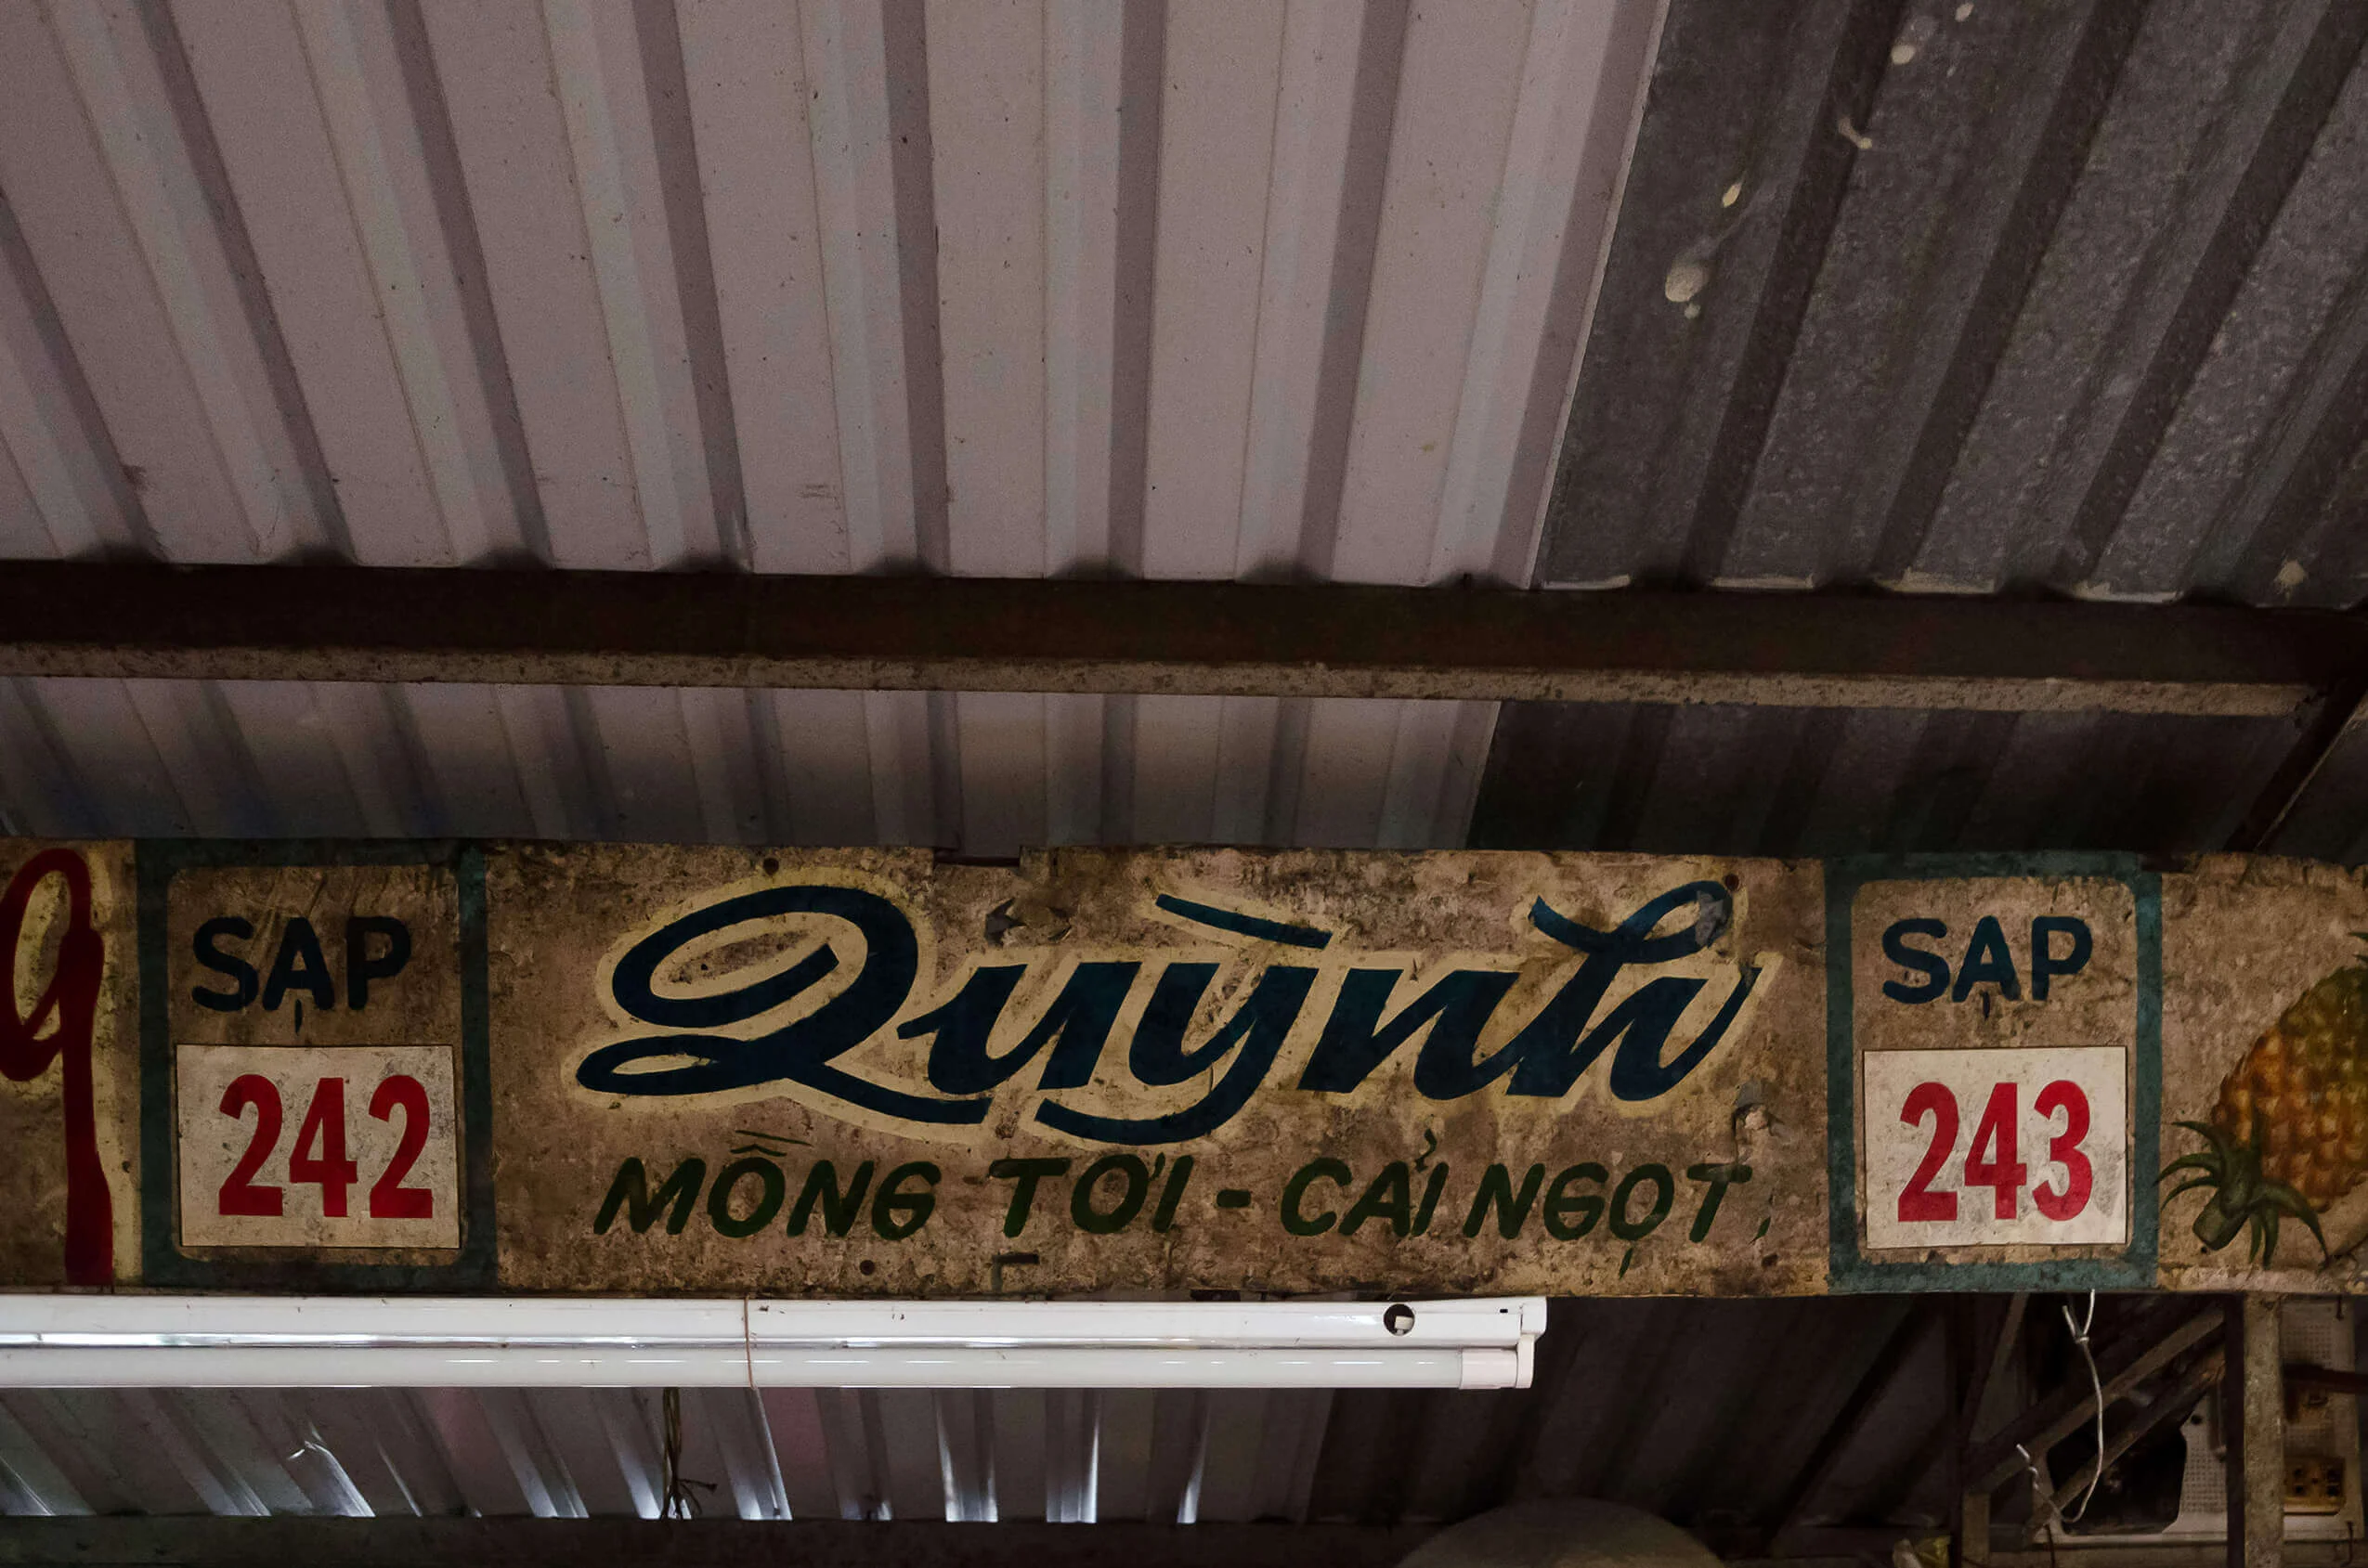 SẠP
242
Quỳnh
MỒNG TƠI - CẢI NGỌT,
SẠP
243